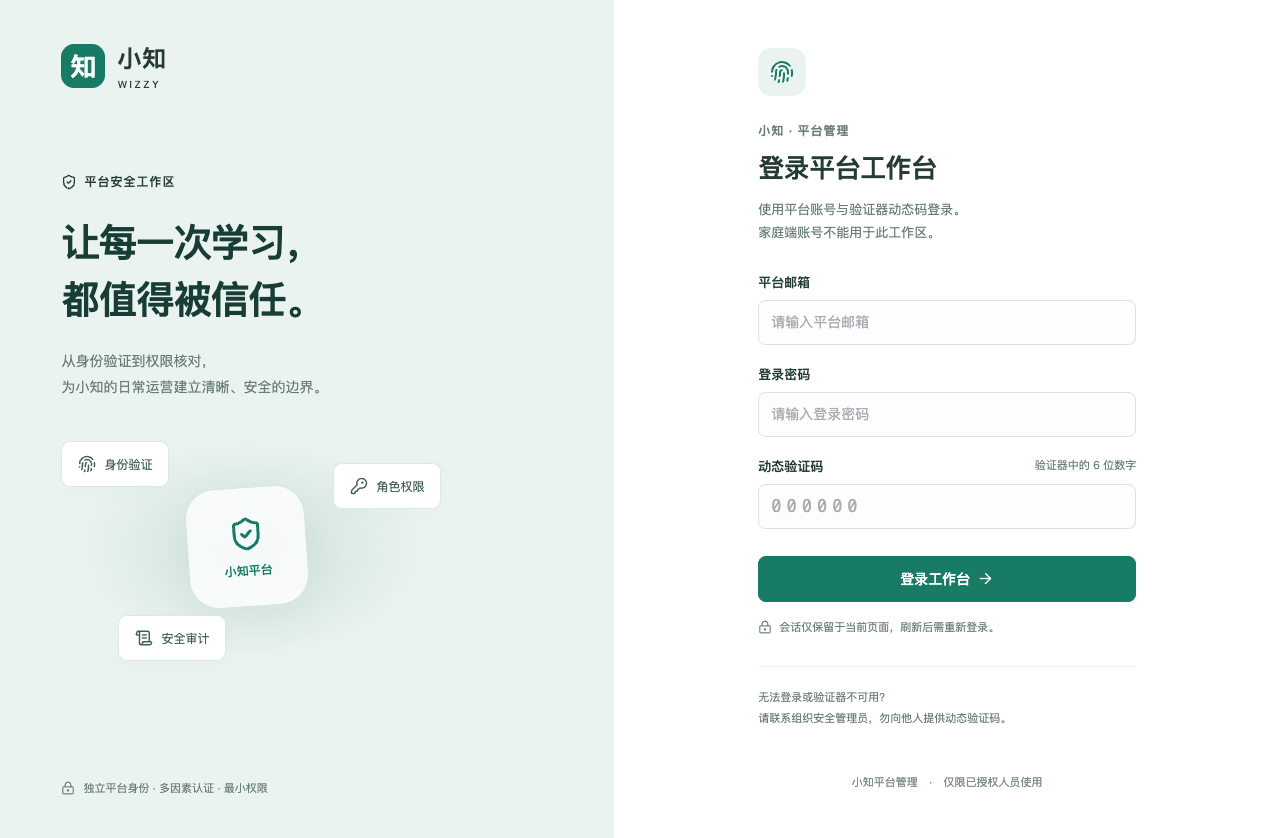 知
小知
WIZZY
平台安全工作区
让每一次学习，
都值得被信任。
从身份验证到权限核对，
为小知的日常运营建立清晰、安全的边界。
身份验证
角色权限
小知平台
安全审计
独立平台身份 · 多因素认证 · 最小权限
小知 · 平台管理
登录平台工作台
使用平台账号与验证器动态码登录。
家庭端账号不能用于此工作区。
平台邮箱
请输入平台邮箱
登录密码
请输入登录密码
动态验证码 验证器中的 6 位数字
000000
登录工作台 →
会话仅保留于当前页面，刷新后需重新登录。
无法登录或验证器不可用？
请联系组织安全管理员，勿向他人提供动态验证码。
小知平台管理 · 仅限已授权人员使用